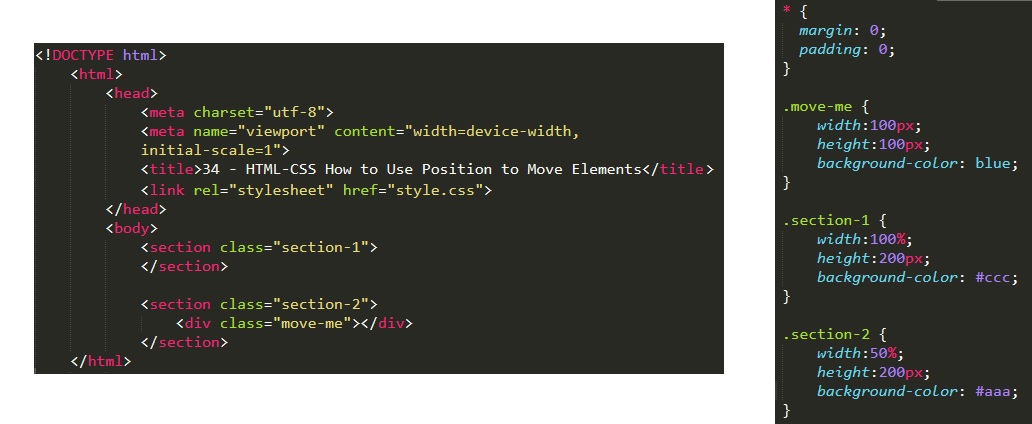 <!DOCTYPE html>
<html>
<head>
<meta charset="utf-8">
<meta name="viewport" content="width=device-width,
initial-scale=1">
<title>34 - HTML-CSS How to Use Position to Move Elements</title>
<link rel="stylesheet" href="style.css">
</head>
<body>
<section class="section-1">
</section>
<section class="section-2">
<div class="move-me"></div>
</section>
</html>
* {
margin: 0;
padding: 0;
}
.move-me {
width:100px;
height:100px;
background-color: blue;
}
.section-1 {
width:100%;
height:200px;
background-color: #ccc;
}
.section-2 {
width:50%;
height:200px;
background-color: #aaa;
}